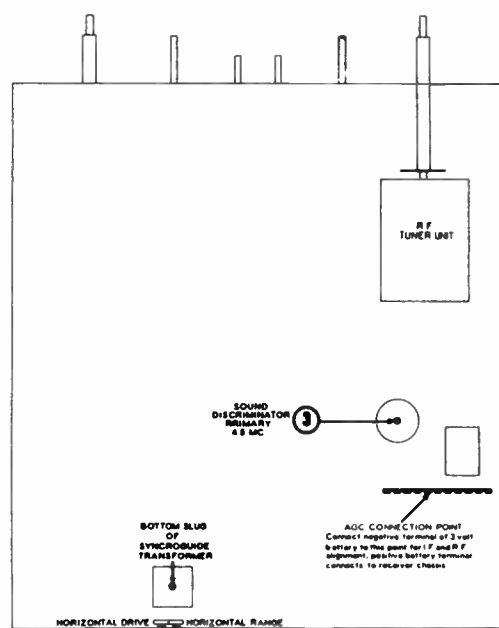 R F
TUNER UNIT
SOUND
DISCRIMINATOR
PRIMARY
4.5 MC
3
AGC CONNECTION POINT
Connect negative terminal of 3 volt
battery to this point for I F and R F
alignment, positive battery terminal
connects to receiver chassis
BOTTOM SLUG
OF
SYNCROGUIDE
TRANSFORMER
HORIZONTAL DRIVE HORIZONTAL RANGE